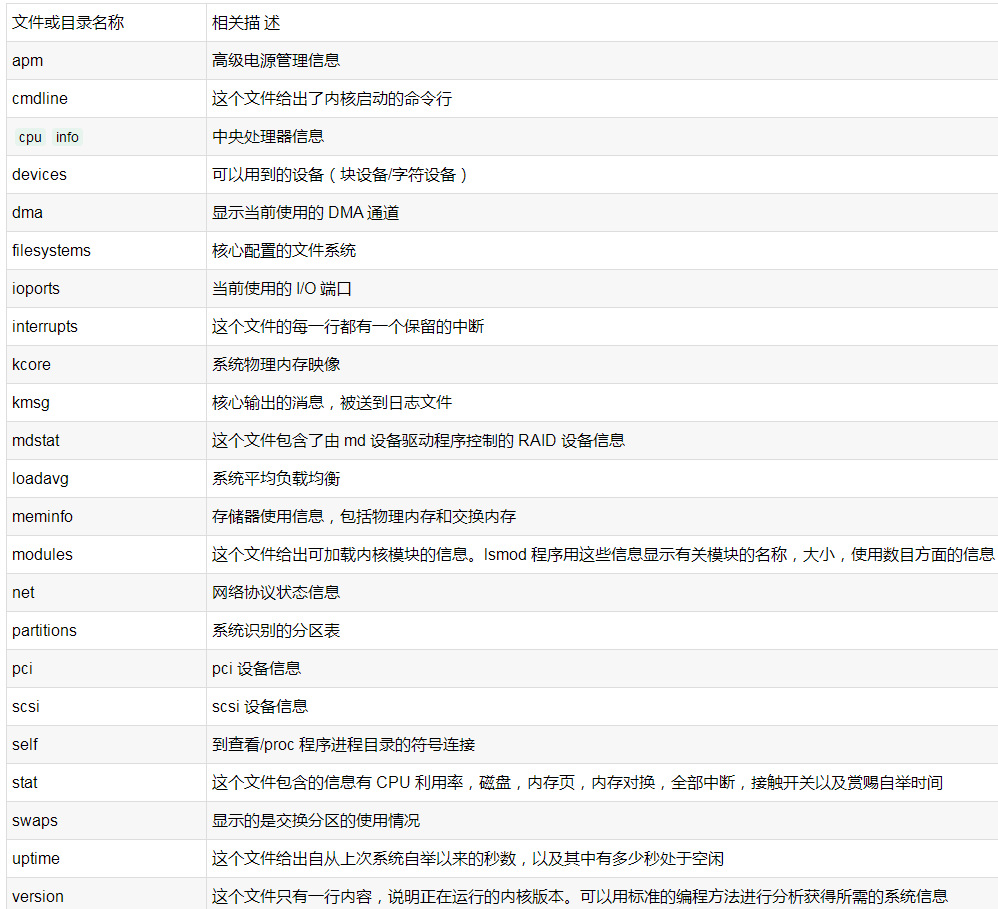 文件或目录名称 相关描 述
apm 高级电源管理信息
cmdline 这个文件给出了内核启动的命令行
cpu info 中央处理器信息
devices 可以用到的设备（块设备/字符设备）
dma 显示当前使用的 DMA 通道
filesystems 核心配置的文件系统
ioports 当前使用的 I/O 端口
interrupts 这个文件的每一行都有一个保留的中断
kcore 系统物理内存映像
kmsg 核心输出的消息，被送到日志文件
mdstat 这个文件包含了由 md 设备驱动程序控制的 RAID 设备信息
loadavg 系统平均负载均衡
meminfo 存储器使用信息，包括物理内存和交换内存
modules 这个文件给出可加载内核模块的信息。lsmod 程序用这些信息显示有关模块的名称，大小，使用数目方面的信息
net 网络协议状态信息
partitions 系统识别的分区表
pci pci 设备信息
scsi scsi 设备信息
self 到查看/proc 程序进程目录的符号连接
stat 这个文件包含的信息有 CPU 利用率，磁盘，内存页，内存对换，全部中断，接触开关以及赏赐自举时间
swaps 显示的是交换分区的使用情况
uptime 这个文件给出自从上次系统自举以来的秒数，以及其中有多少秒处于空闲
version 这个文件只有一行内容，说明正在运行的内核版本。可以用标准的编程方法进行分析获得所需的系统信息